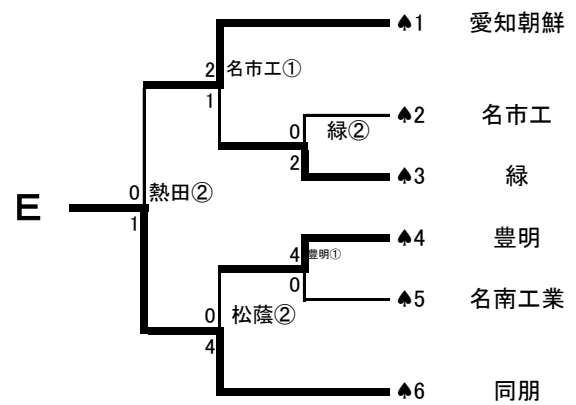 ♠1 愛知朝鮮
2 名市工①
1
♠2 名市工
0 緑②
2
♠3 緑
E
0 熱田②
1
♠4 豊明
4 豊明①
0
♠5 名南工業
0 松蔭②
4
♠6 同朋